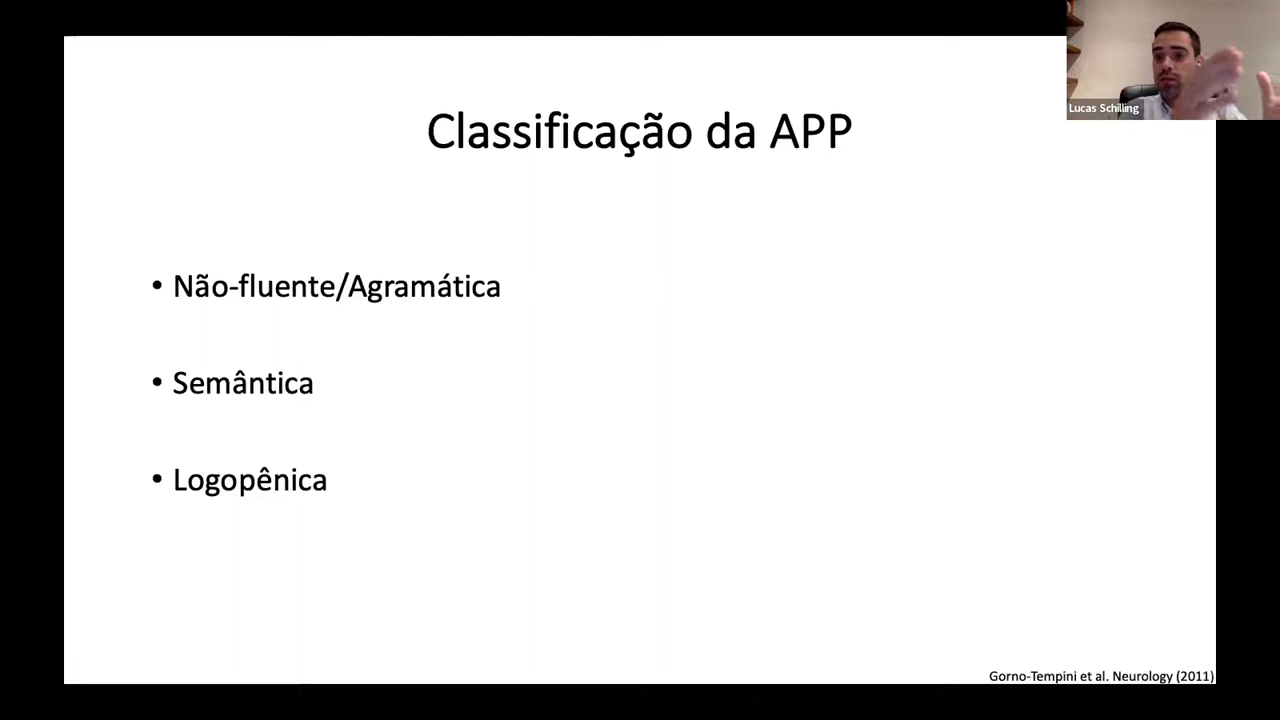 Lucas Schilling
Classificação da APP
• Não-fluente/Agramática
• Semântica
• Logopênica
Gorno-Tempini et al. Neurology (2011)